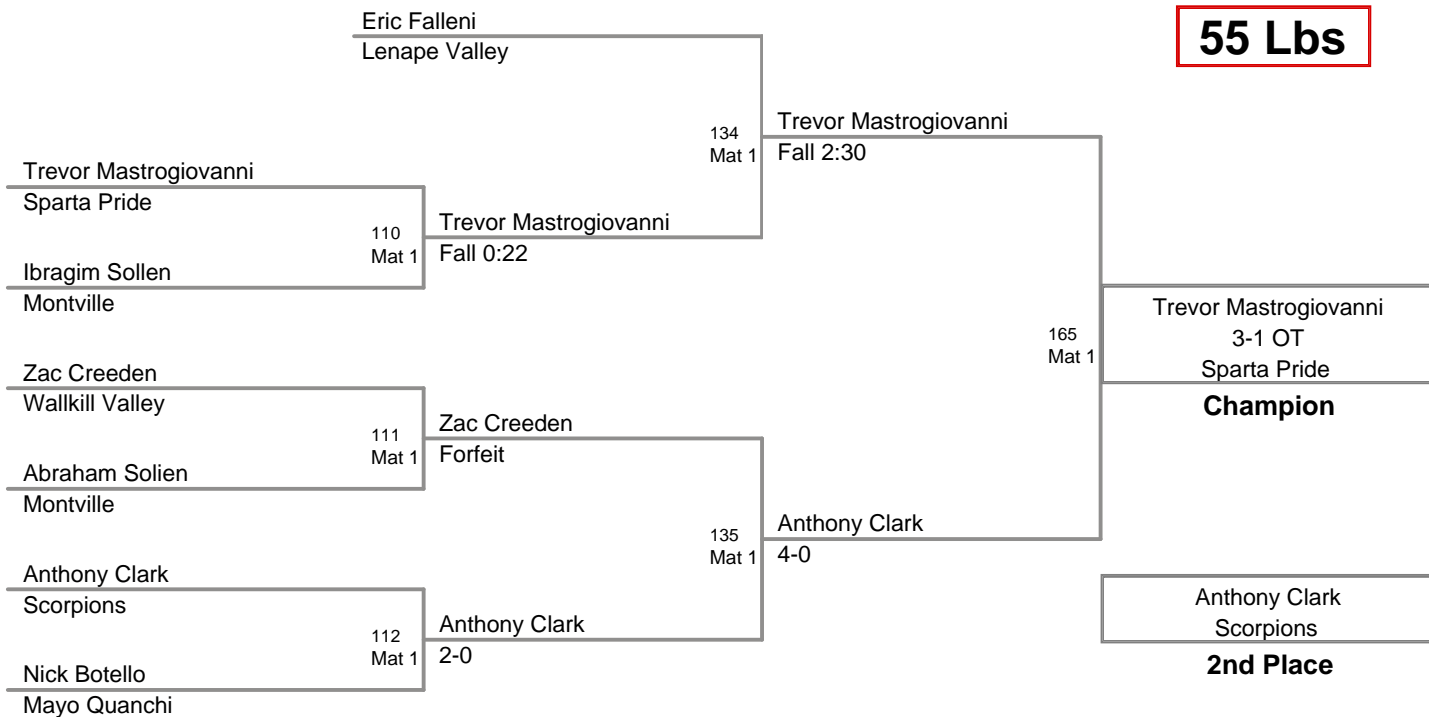 Eric Falleni
55 Lbs
Lenape Valley
134
Mat 1
Trevor Mastrogiovanni
Fall 2:30
Trevor Mastrogiovanni
Sparta Pride
110
Mat 1
Trevor Mastrogiovanni
Fall 0:22
Ibragim Sollen
Montville
165
Mat 1
Trevor Mastrogiovanni
3-1 OT
Sparta Pride
Champion
Zac Creeden
Wallkill Valley
111
Mat 1
Zac Creeden
Forfeit
Abraham Solien
Montville
135
Mat 1
Anthony Clark
4-0
Anthony Clark
Scorpions
112
Mat 1
Anthony Clark
2-0
Nick Botello
Mayo Quanchi
Anthony Clark
Scorpions
2nd Place